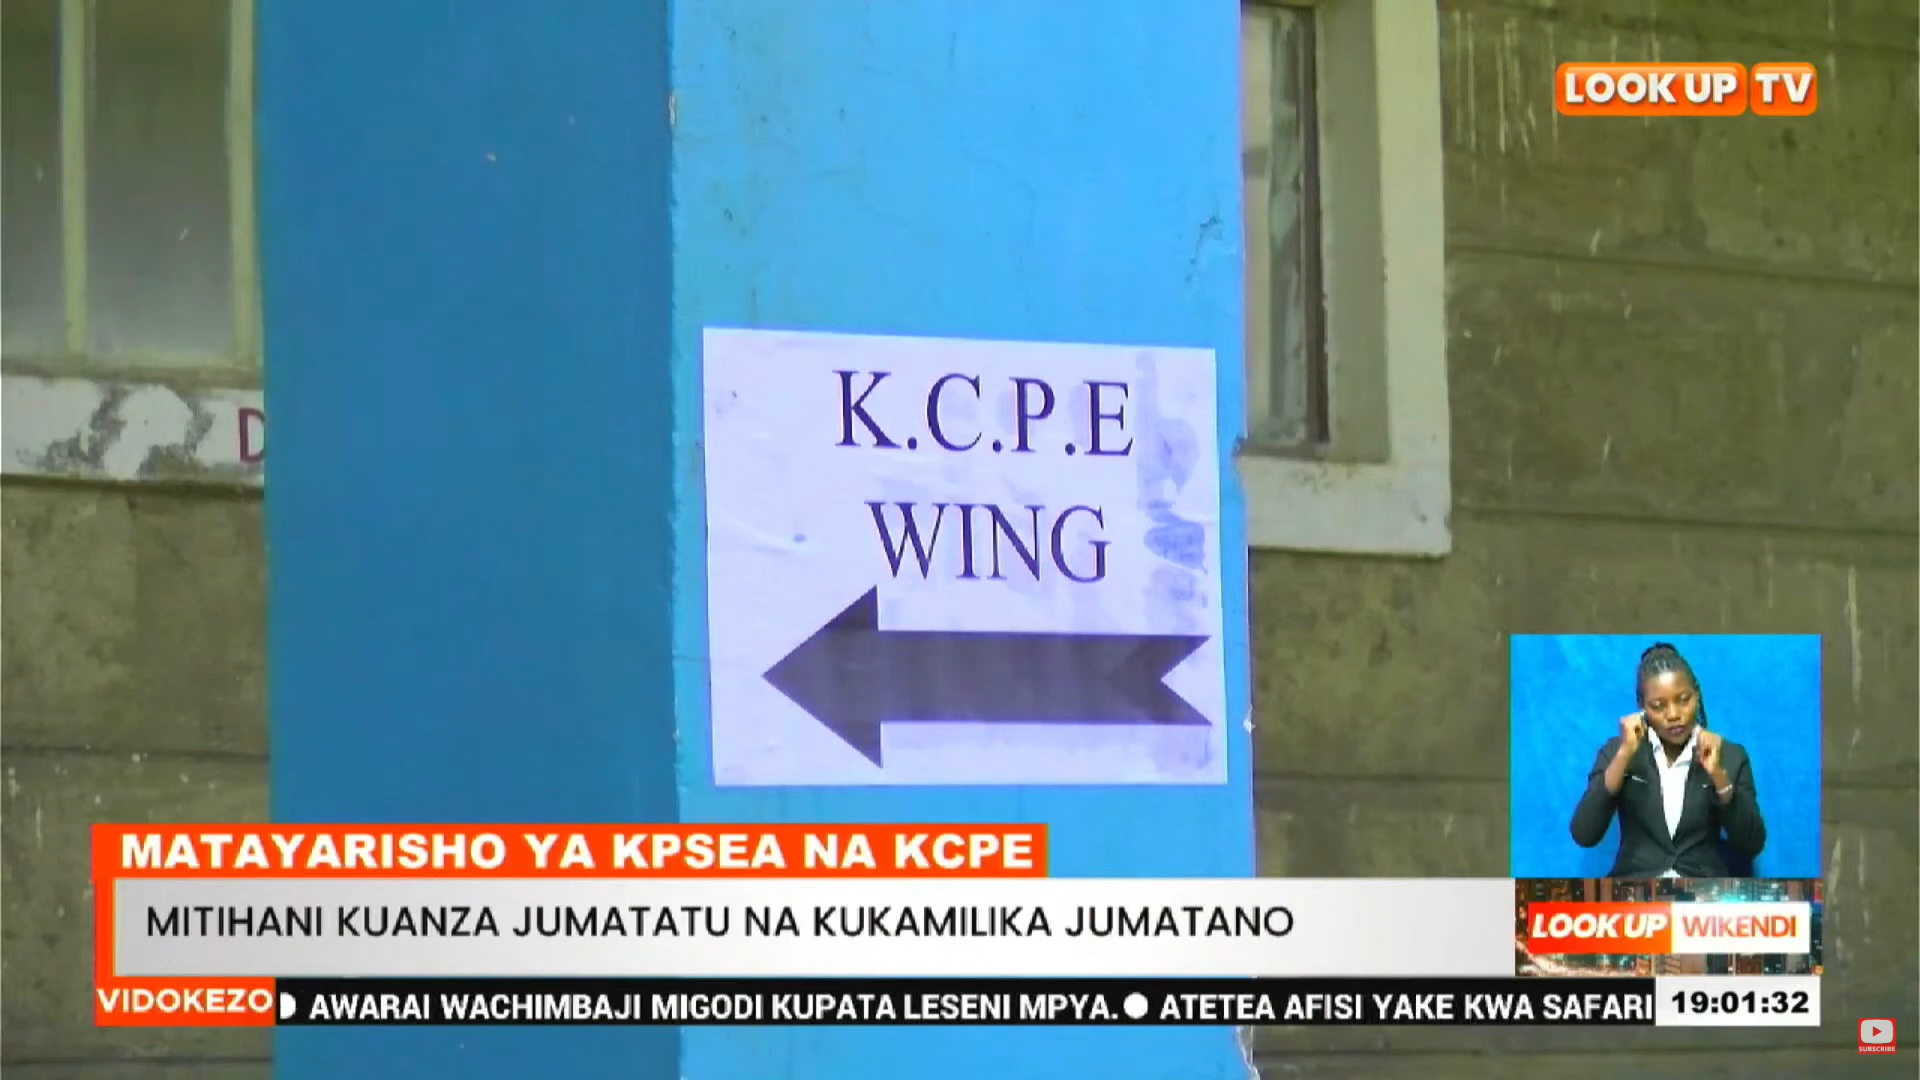 LOOK UP TV
D
K.C.P.E
WING
MATAYARISHO YA KPSEA NA KCPE
MITIHANI KUANZA JUMATATU NA KUKAMILIKA JUMATANO
LOOK UP WIKENDI
VIDOKEZO AWARAI WACHIMBAJI MIGODI KUPATA LESENI MPYA. ATETEA AFISI YAKE KWA SAFARI 19:01:32
SUBSCRIBE